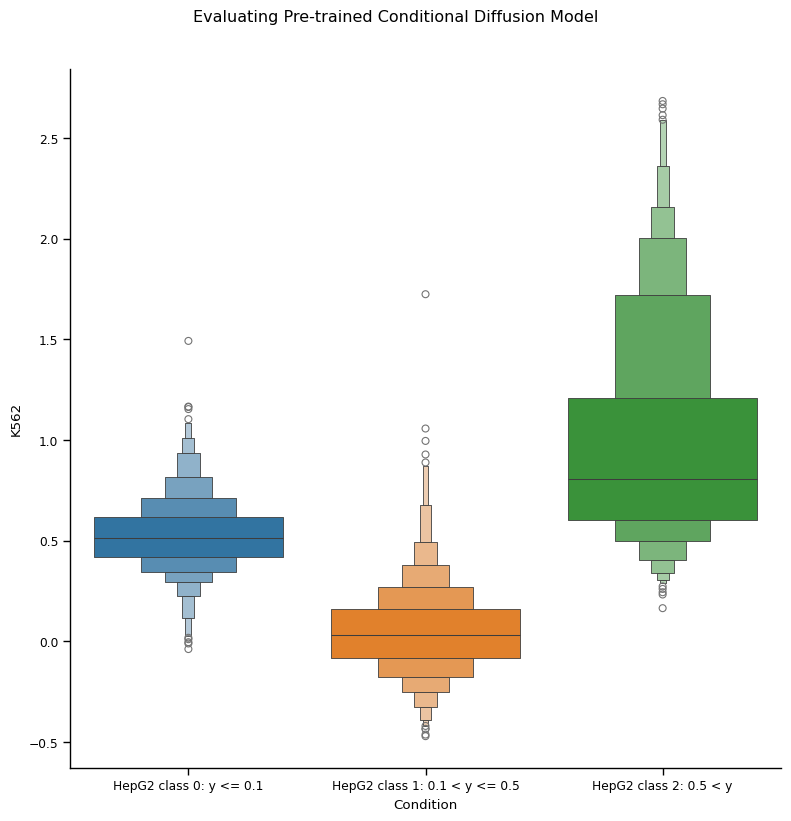 Evaluating Pre-trained Conditional Diffusion Model
2.5
2.0
1.5
1.0
0.5
0.0
−0.5
K562
HepG2 class 0: y <= 0.1
HepG2 class 1: 0.1 < y <= 0.5
HepG2 class 2: 0.5 < y
Condition